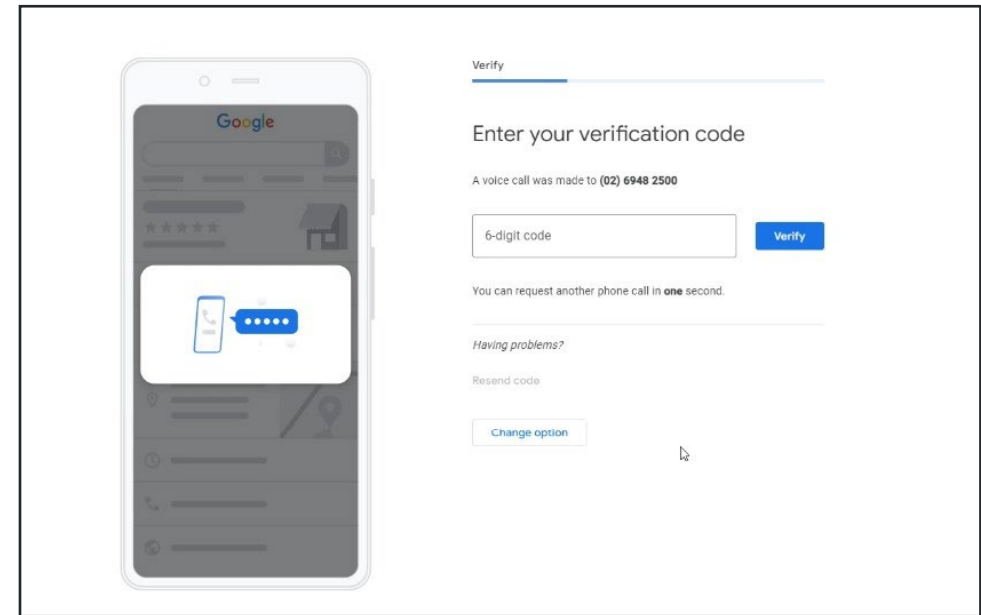 Google
Verify
Enter your verification code
A voice call was made to (02) 6948 2500
6-digit code
Verify
You can request another phone call in one second.
Having problems?
Resend code
Change option